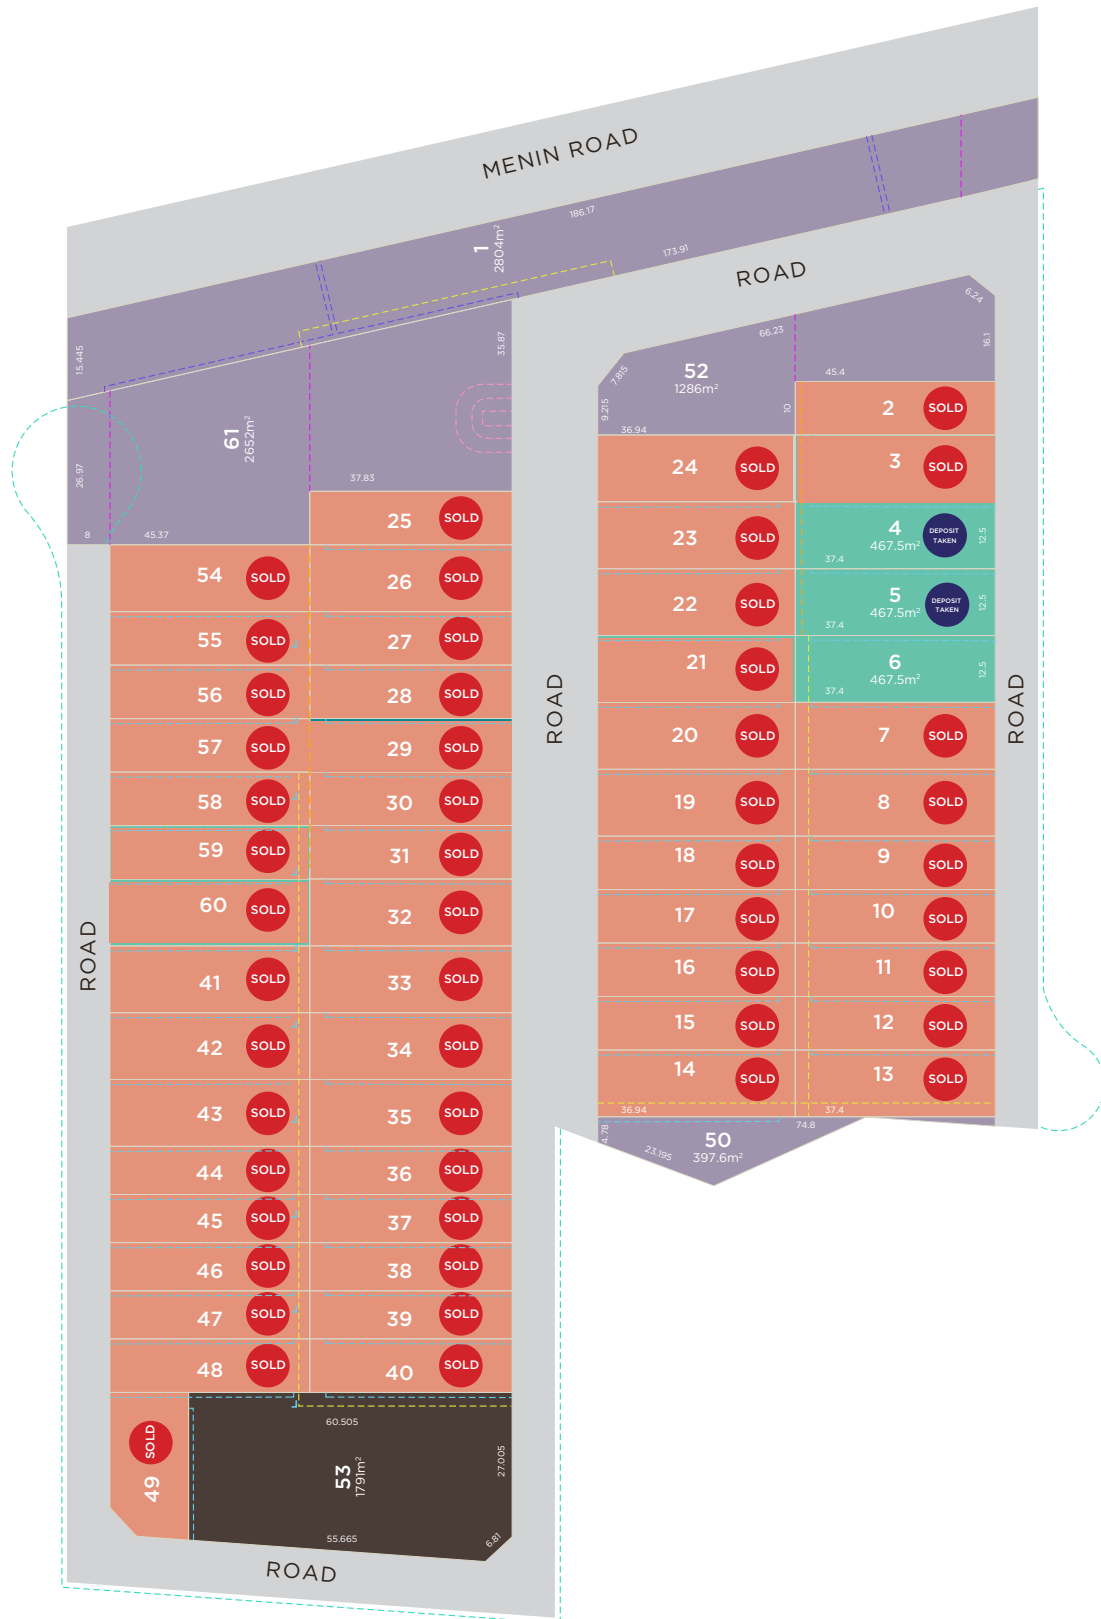 MENIN ROAD
186.17
1
2804m²
173.91
ROAD
15.445
35.87
6.24
16.1
66.23
7.815
52
1286m²
45.4
9.215
10
36.94
2
SOLD
61
2652m²
26.97
37.83
8
45.37
24
SOLD
3
SOLD
25
SOLD
23
SOLD
4
467.5m²
37.4
DEPOSIT
TAKEN
12.5
54
SOLD
26
SOLD
22
SOLD
5
467.5m²
37.4
DEPOSIT
TAKEN
12.5
55
SOLD
27
SOLD
21
SOLD
6
467.5m²
37.4
12.5
56
SOLD
28
SOLD
ROAD
ROAD
20
SOLD
7
SOLD
57
SOLD
29
SOLD
58
SOLD
30
SOLD
19
SOLD
8
SOLD
59
SOLD
31
SOLD
18
SOLD
9
SOLD
60
SOLD
32
SOLD
17
SOLD
10
SOLD
ROAD
41
SOLD
33
SOLD
16
SOLD
11
SOLD
42
SOLD
34
SOLD
15
SOLD
12
SOLD
43
SOLD
35
SOLD
14
SOLD
36.94
13
SOLD
37.4
74.8
4.78
23.195
50
397.6m²
44
SOLD
36
SOLD
45
SOLD
37
SOLD
46
SOLD
38
SOLD
47
SOLD
39
SOLD
48
SOLD
40
SOLD
49
SOLD
60.505
53
1791m²
27.005
55.665
6.81
ROAD